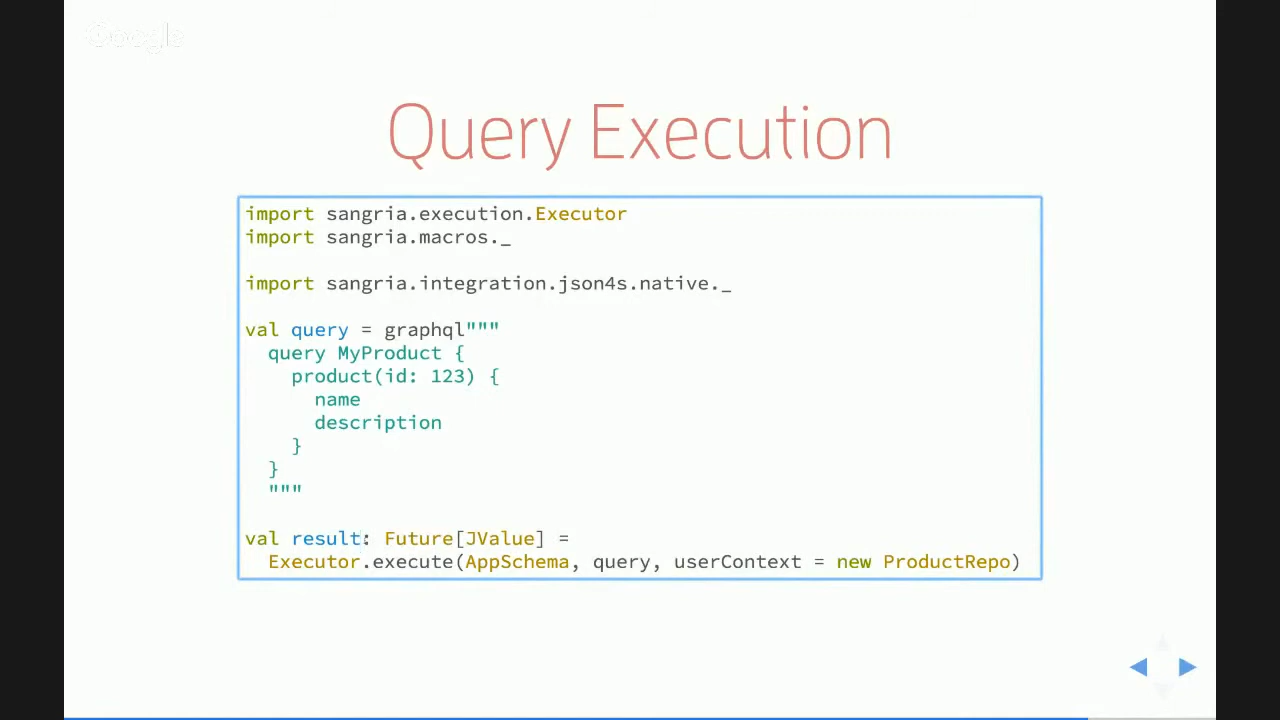 Google
Query Execution
import sangria.execution.Executor
import sangria.macros._
import sangria.integration.json4s.native._
val query = graphql"""
query MyProduct {
product(id: 123) {
name
description
}
}
"""
val result: Future[JValue] =
Executor.execute(AppSchema, query, userContext = new ProductRepo)